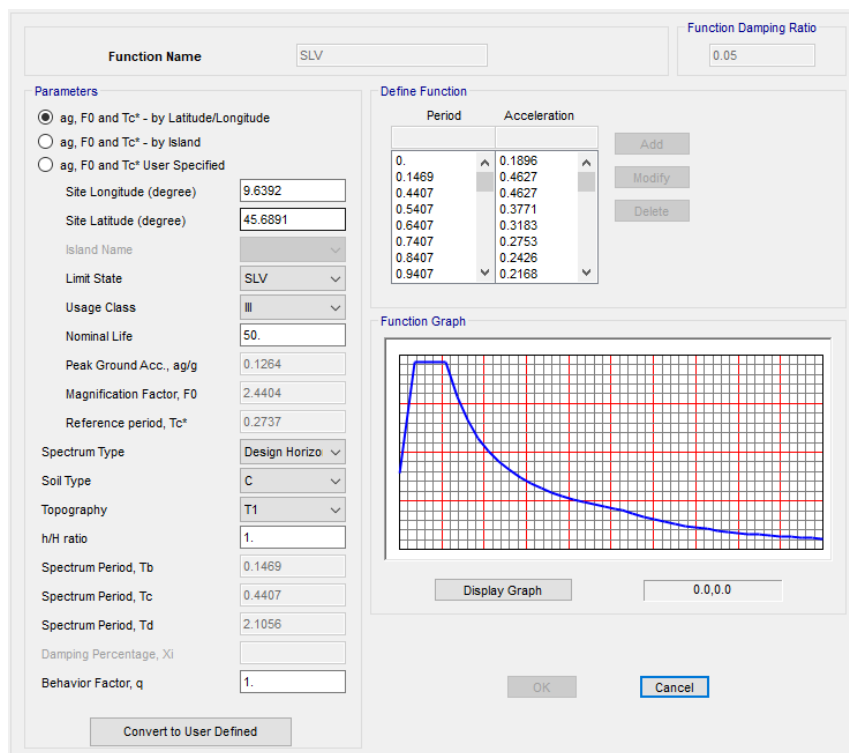 Function Name SLV
Function Damping Ratio
0.05
Parameters
ag, F0 and Tc* - by Latitude/Longitude
ag, F0 and Tc* - by Island
ag, F0 and Tc* User Specified
Site Longitude (degree) 9.6392
Site Latitude (degree) 45.6891
Island Name
Limit State SLV
Usage Class III
Nominal Life 50.
Peak Ground Acc., ag/g 0.1264
Magnification Factor, F0 2.4404
Reference period, Tc* 0.2737
Spectrum Type Design Horizo
Soil Type C
Topography T1
h/H ratio 1.
Spectrum Period, Tb 0.1469
Spectrum Period, Tc 0.4407
Spectrum Period, Td 2.1056
Damping Percentage, Xi
Behavior Factor, q 1.
Convert to User Defined
Define Function
Period Acceleration
0. 0.1896
0.1469 0.4627
0.4407 0.4627
0.5407 0.3771
0.6407 0.3183
0.7407 0.2753
0.8407 0.2426
0.9407 0.2168
Add
Modify
Delete
Function Graph
Display Graph 0.0,0.0
OK Cancel